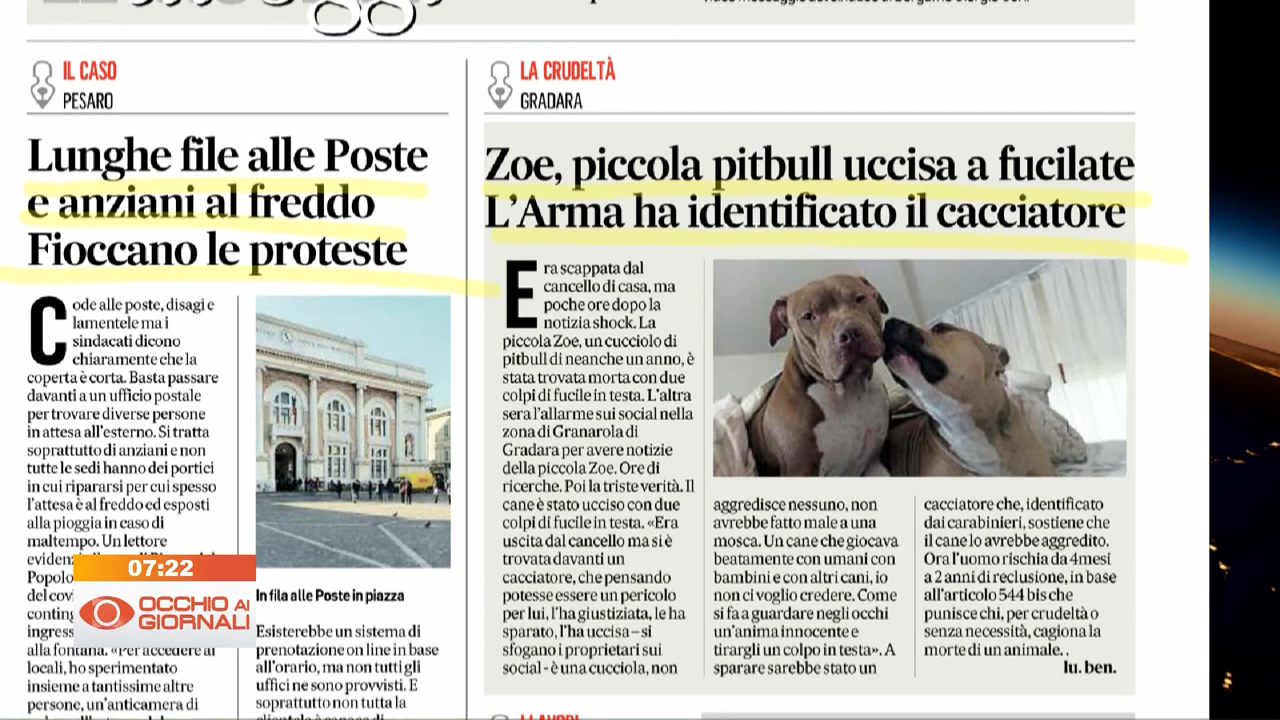 IL CASO
PESARO
Lunghe file alle Poste
e anziani al freddo
Fioccano le proteste
Code alle poste, disagi e
lamentele ma i
sindacati dicono
chiaramente che la
coperta è corta. Basta passare
davanti a un ufficio postale
per trovare diverse persone
in attesa all'esterno. Si tratta
soprattutto di anziani e non
tutte le sedi hanno dei portici
in cui ripararsi per cui spesso
l'attesa è al freddo ed esposti
alla pioggia in caso di
maltempo. Un lettore
Popolo
del
alla fontana. «Per accedere ai
locali, ho sperimentato
insieme a tantissime altre
persone, un'anticamera di
In fila alle Poste in piazza
Esisterebbe un sistema di
prenotazione on line in base
all'orario, ma non tutti gli
uffici ne sono provvisti. E
soprattutto non tutta la
LA CRUDELTÀ
GRADARA
Zoe, piccola pitbull uccisa a fucilate
L'Arma ha identificato il cacciatore
Era scappata dal
cancello di casa, ma
poche ore dopo la
notizia shock. La
piccola Zoe, un cucciolo di
pitbull di neanche un anno, è
stata trovata morta con due
colpi di fucile in testa. L'altra
sera l'allarme sui social nella
zona di Granarola di
Gradara per avere notizie
della piccola Zoe. Ore di
ricerche. Poi la triste verità. Il
cane è stato ucciso con due
colpi di fucile in testa. «Era
uscita dal cancello ma si è
trovata davanti un
cacciatore, che pensando
potesse essere un pericolo
per lui, l'ha giustiziata, le ha
sparato, l'ha uccisa – si
sfogano i proprietari sui
social - è una cucciola, non
aggredisce nessuno, non
avrebbe fatto male a una
mosca. Un cane che giocava
beatamente con umani con
bambini e con altri cani, io
non ci voglio credere. Come
si fa a guardare negli occhi
un'anima innocente e
tirargli un colpo in testa». A
sparare sarebbe stato un
cacciatore che, identificato
dai carabinieri, sostiene che
il cane lo avrebbe aggredito.
Ora l'uomo rischia da 4mesi
a 2 anni di reclusione, in base
all'articolo 544 bis che
punisce chi, per crudeltà o
senza necessità, cagiona la
morte di un animale. .
lu. ben.
07:22
OCCHIO AI
GIORNALI